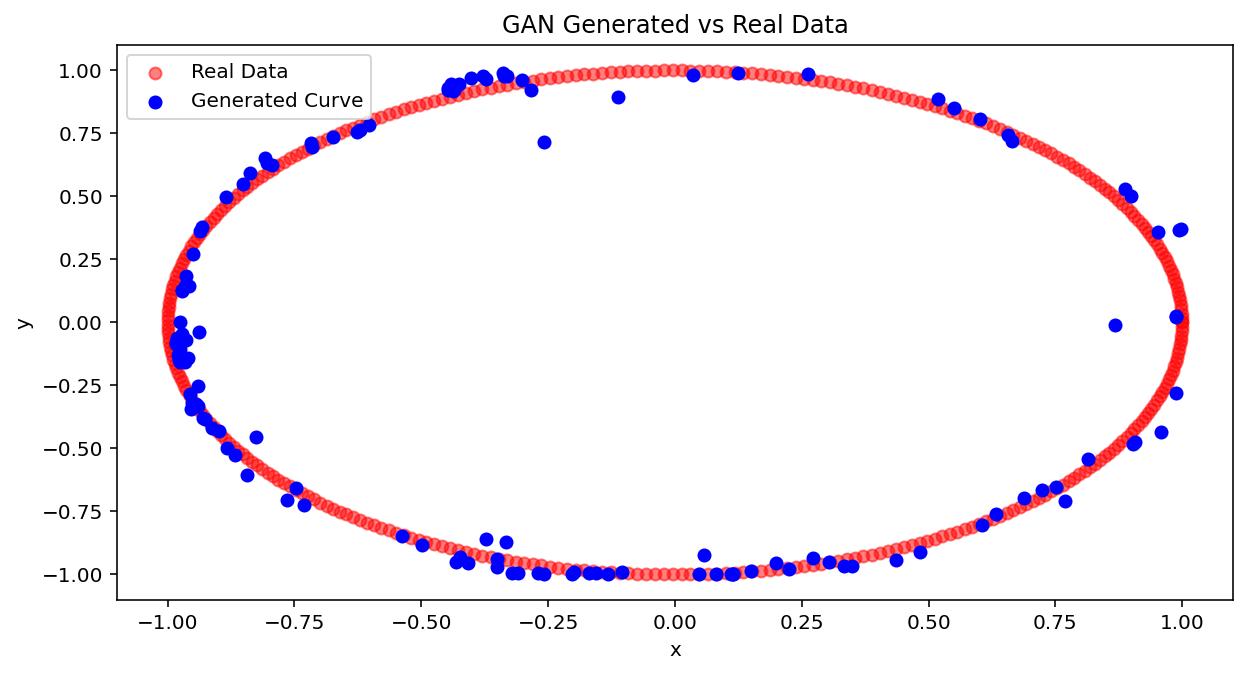 GAN Generated vs Real Data
Real Data
Generated Curve
1.00
0.75
0.50
0.25
0.00
−0.25
−0.50
−0.75
−1.00
y
−1.00 −0.75 −0.50 −0.25 0.00 0.25 0.50 0.75 1.00
x